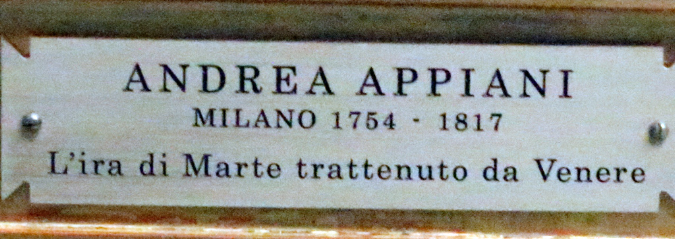 ANDREA APPIANI
MILANO 1754 - 1817
L'ira di Marte trattenuto da Venere